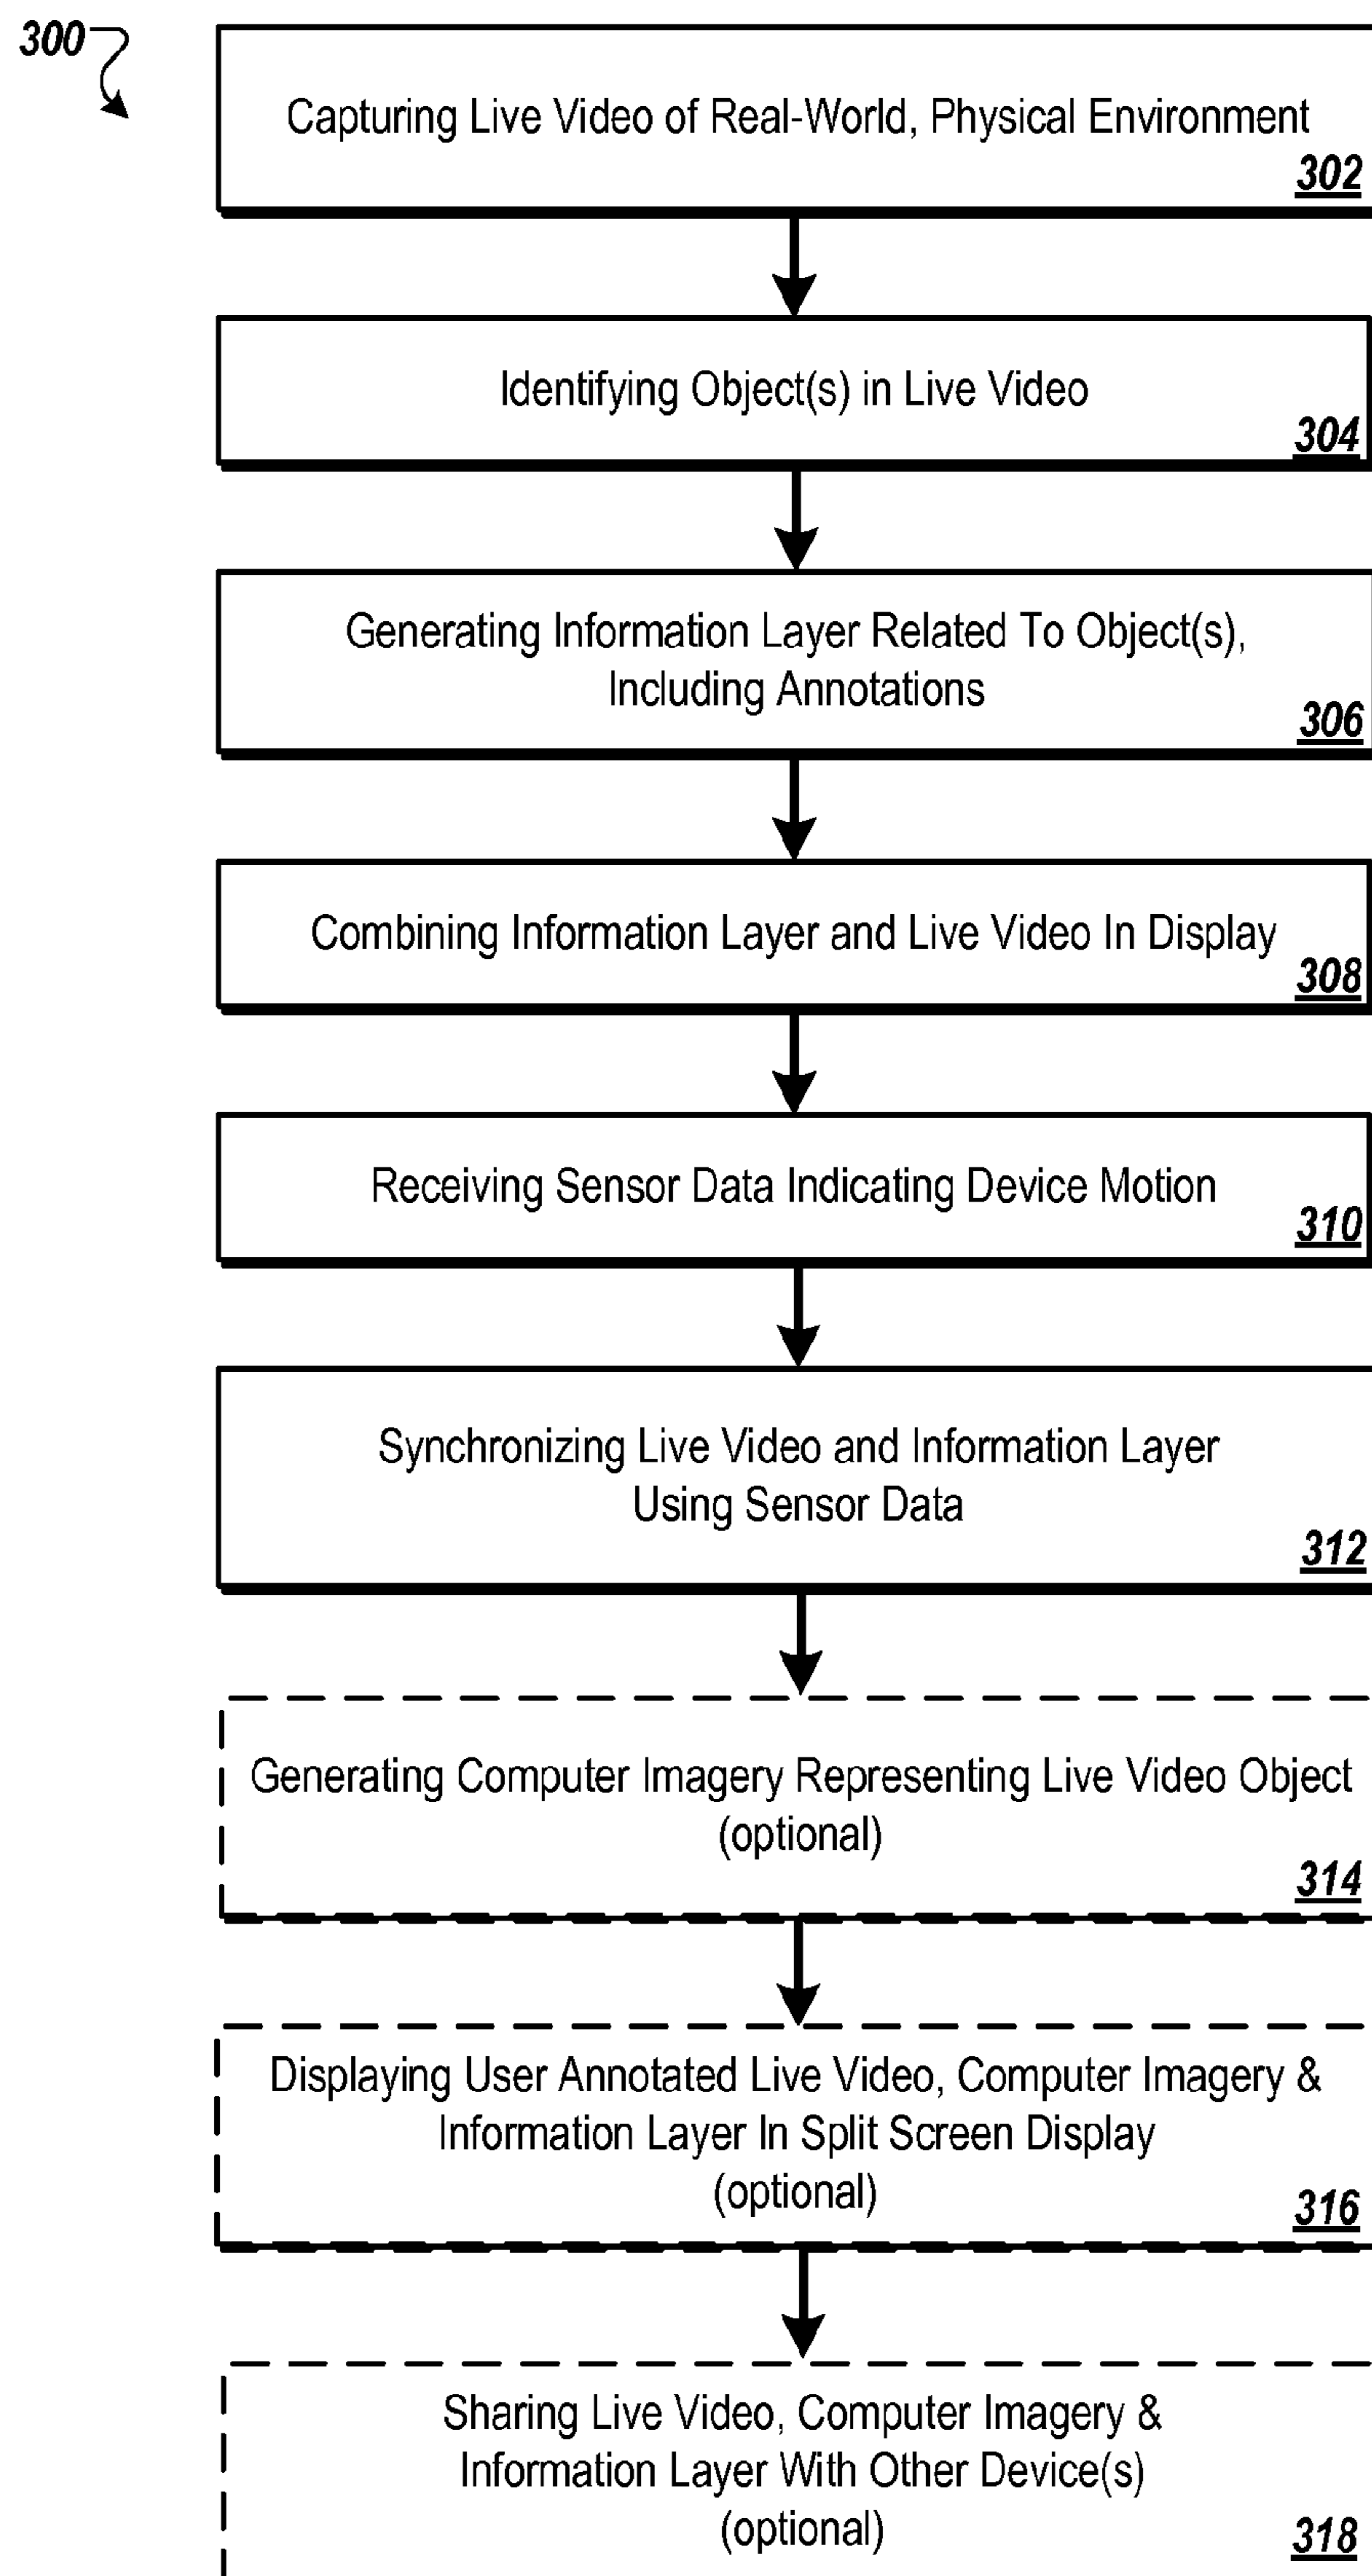 300
Capturing Live Video of Real-World, Physical Environment
302
Identifying Object(s) in Live Video
304
Generating Information Layer Related To Object(s),
Including Annotations
306
Combining Information Layer and Live Video In Display
308
Receiving Sensor Data Indicating Device Motion
310
Synchronizing Live Video and Information Layer
Using Sensor Data
312
Generating Computer Imagery Representing Live Video Object
(optional)
314
Displaying User Annotated Live Video, Computer Imagery &
Information Layer In Split Screen Display
(optional)
316
Sharing Live Video, Computer Imagery &
Information Layer With Other Device(s)
(optional)
318